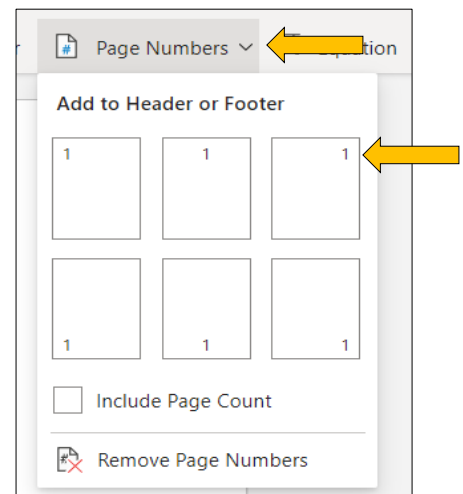 Page Numbers
Add to Header or Footer
1 1 1
1 1 1
Include Page Count
Remove Page Numbers